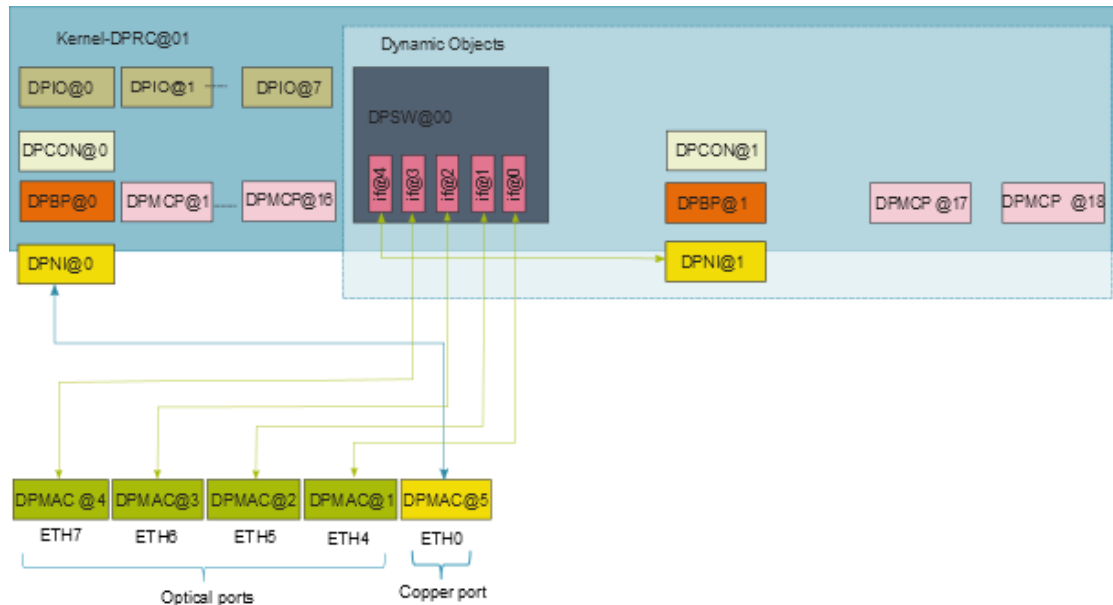 Kernel-DPRC@01
Dynamic Objects
DPIO@0
DPIO@1
DPIO@7
DPSW@00
DPCON@0
DPCON@1
if@4
if@3
if@2
if@1
if@0
DPBP@0
DPMCP@1
DPMCP@16
DPBP@1
DPMCP @17
DPMCP @18
DPNI@0
DPNI@1
DPMAC @4
DPMAC@3
DPMAC@2
DPMAC@1
DPMAC@5
ETH7
ETH6
ETH5
ETH4
ETH0
Optical ports
Copper port